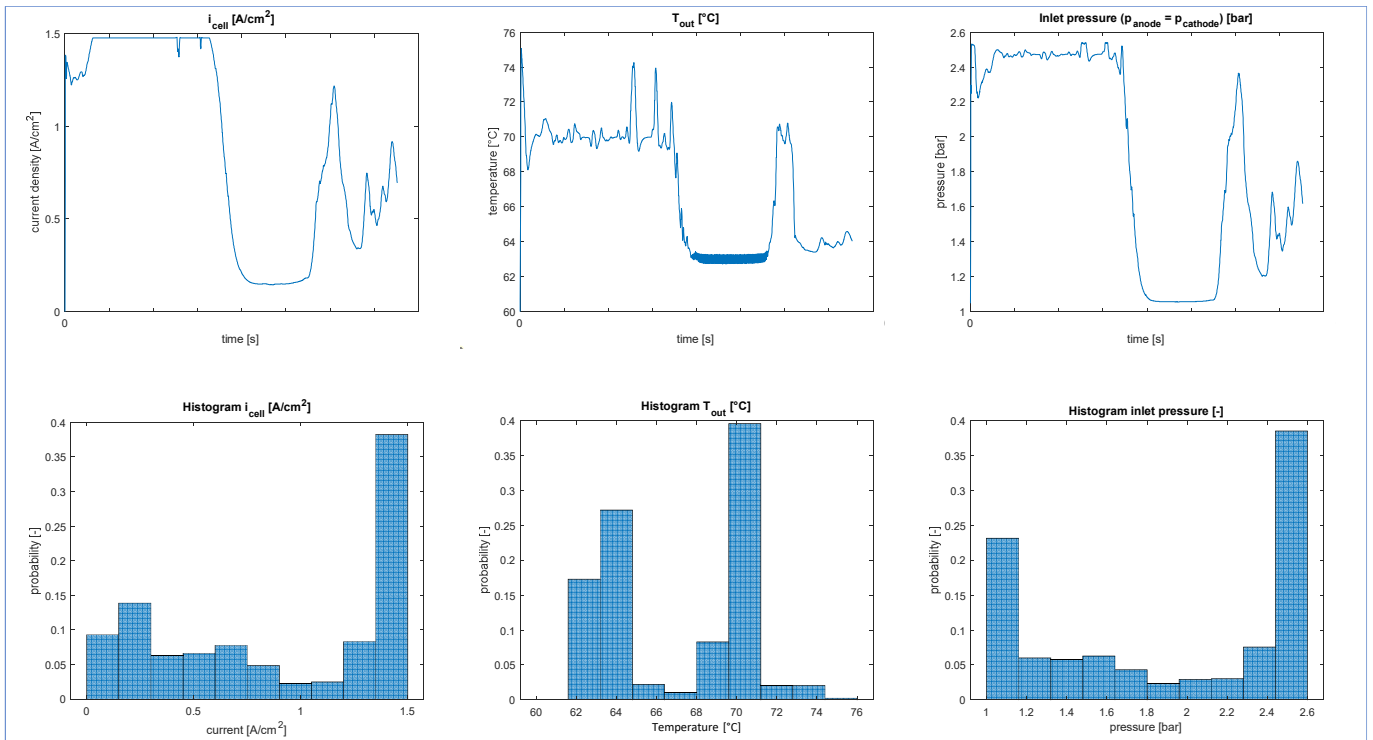 i_cell [A/cm²]
1.5
1
0.5
0
0
current density [A/cm²]
time [s]
T_out [°C]
76
74
72
70
68
66
64
62
60
0
temperature [°C]
time [s]
Inlet pressure (p_anode = p_cathode) [bar]
2.6
2.4
2.2
2
1.8
1.6
1.4
1.2
1
0
pressure [bar]
time [s]
Histogram i_cell [A/cm²]
0.4
0.35
0.3
0.25
0.2
0.15
0.1
0.05
0
0 0.5 1 1.5
probability [-]
current [A/cm²]
Histogram T_out [°C]
0.4
0.35
0.3
0.25
0.2
0.15
0.1
0.05
0
60 62 64 66 68 70 72 74 76
probability [-]
Temperature [°C]
Histogram inlet pressure [-]
0.4
0.35
0.3
0.25
0.2
0.15
0.1
0.05
0
1 1.2 1.4 1.6 1.8 2 2.2 2.4 2.6
probability [-]
pressure [bar]